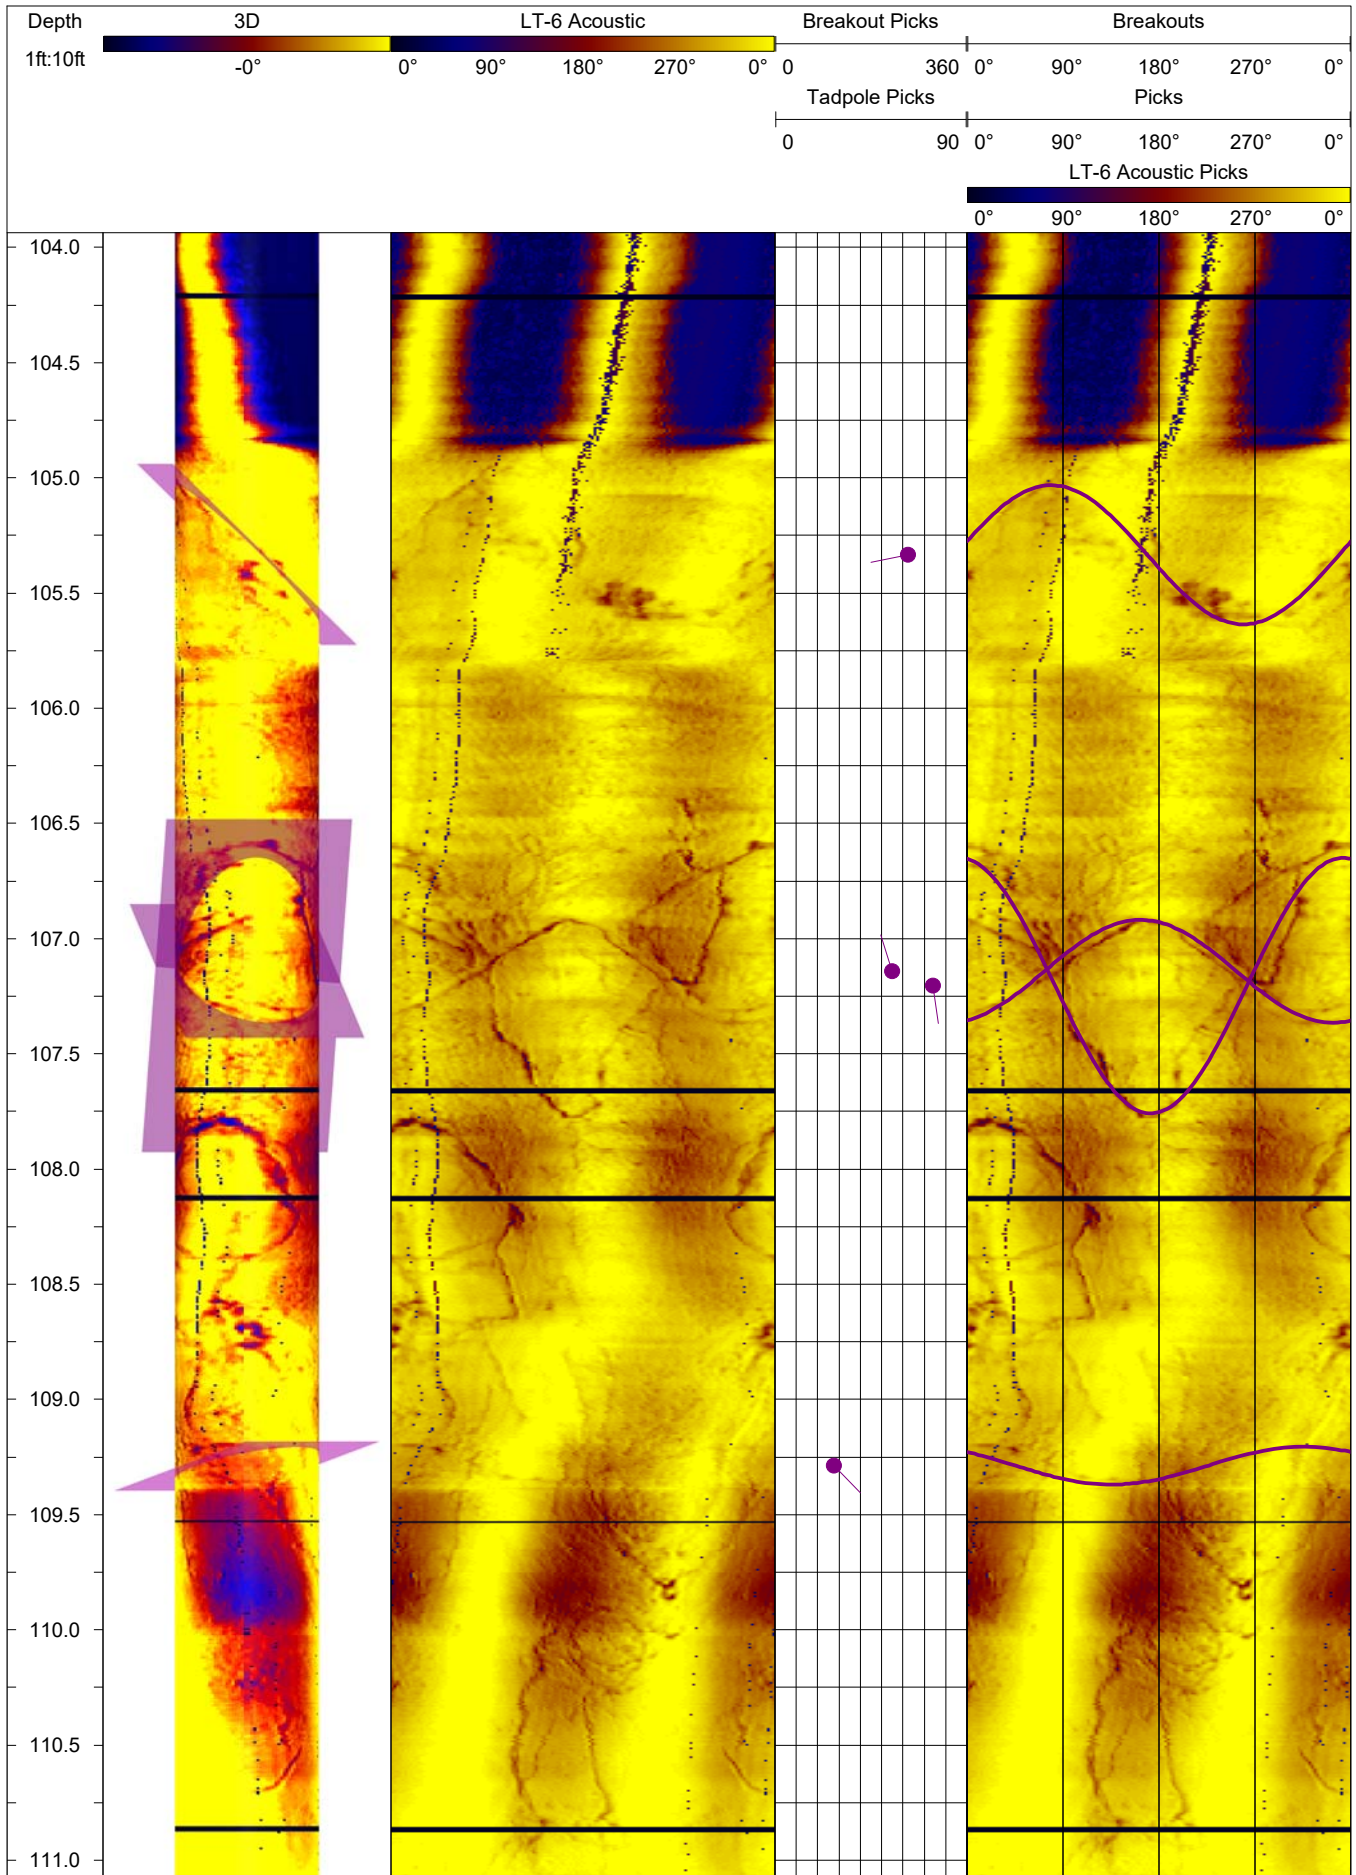 Depth 3D LT-6 Acoustic Breakout Picks Breakouts
1ft:10ft -0° 0° 90° 180° 270° 0° 0 360 0° 90° 180° 270° 0°
Tadpole Picks Picks
0 90 0° 90° 180° 270° 0°
LT-6 Acoustic Picks
0° 90° 180° 270° 0°
104.0
104.5
105.0
105.5
106.0
106.5
107.0
107.5
108.0
108.5
109.0
109.5
110.0
110.5
111.0